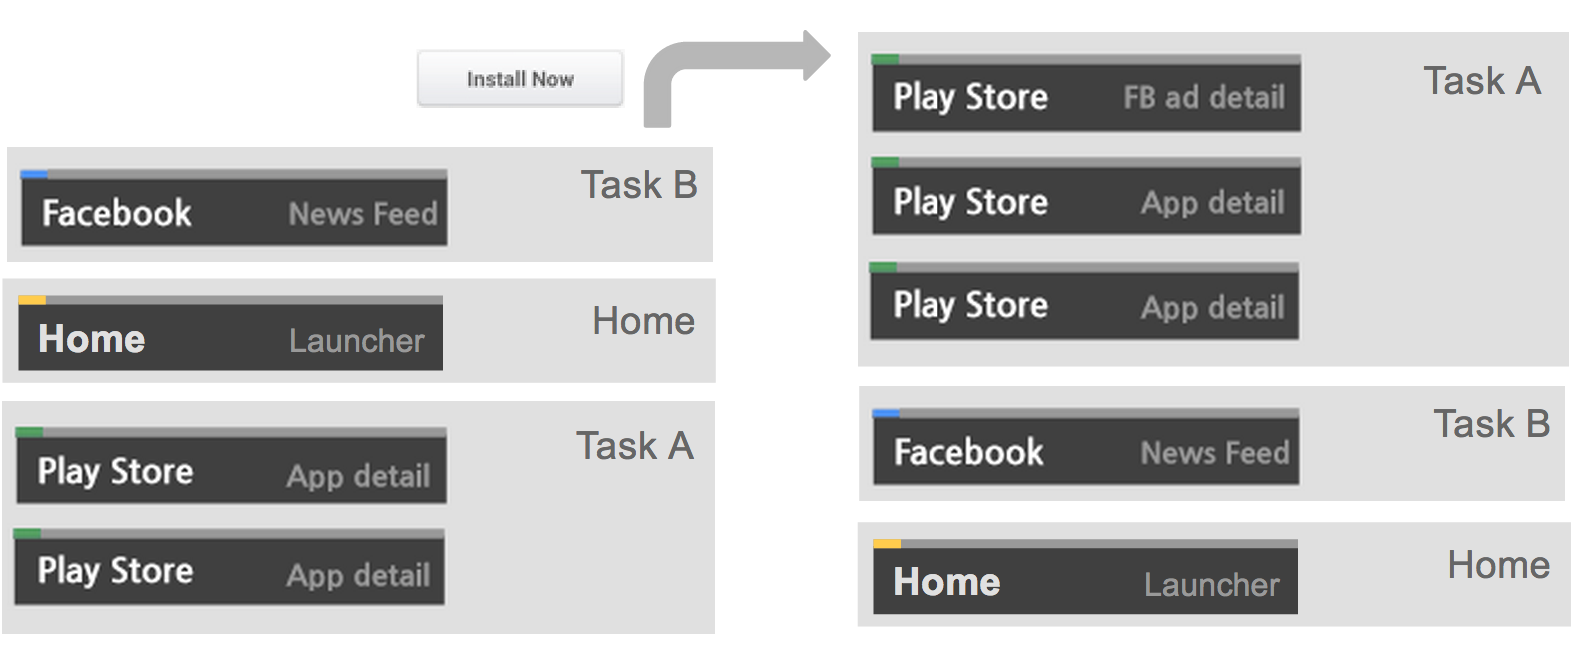 Install Now
Task B
Facebook News Feed
Home
Home Launcher
Task A
Play Store App detail
Play Store App detail
Task A
Play Store FB ad detail
Play Store App detail
Play Store App detail
Task B
Facebook News Feed
Home
Home Launcher